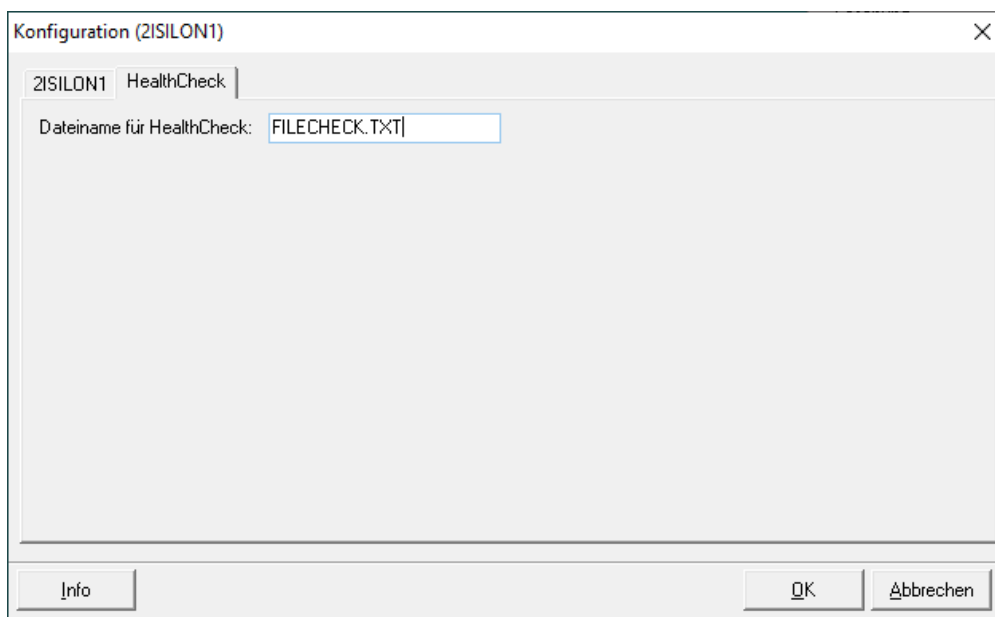 Konfiguration (2ISILON1)
2ISILON1 HealthCheck
Dateiname für HealthCheck: FILECHECK.TXT
Info OK Abbrechen